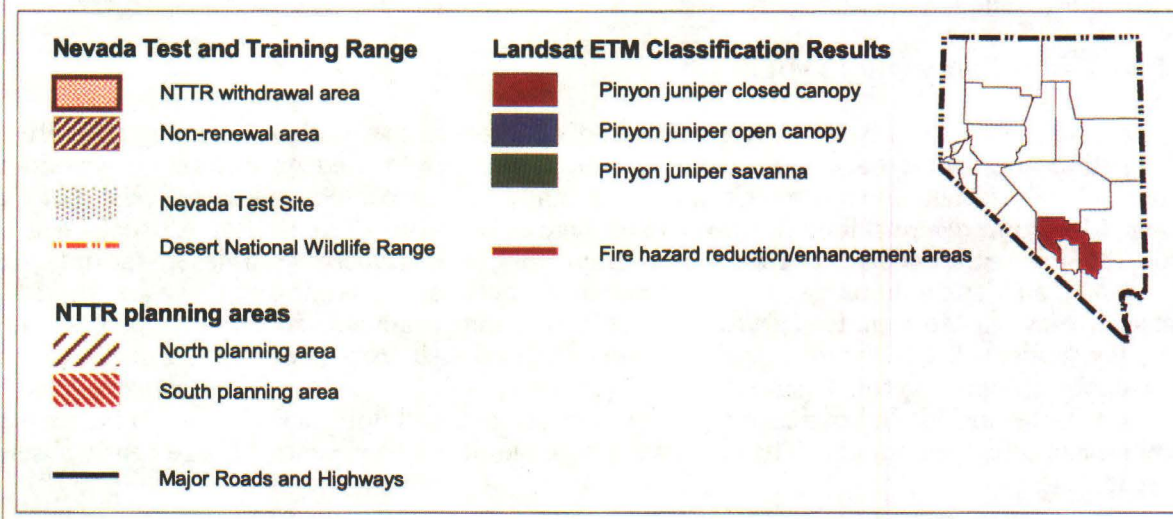 Nevada Test and Training Range
NTTR withdrawal area
Non-renewal area
Nevada Test Site
Desert National Wildlife Range
NTTR planning areas
North planning area
South planning area
Major Roads and Highways
Landsat ETM Classification Results
Pinyon juniper closed canopy
Pinyon juniper open canopy
Pinyon juniper savanna
Fire hazard reduction/enhancement areas